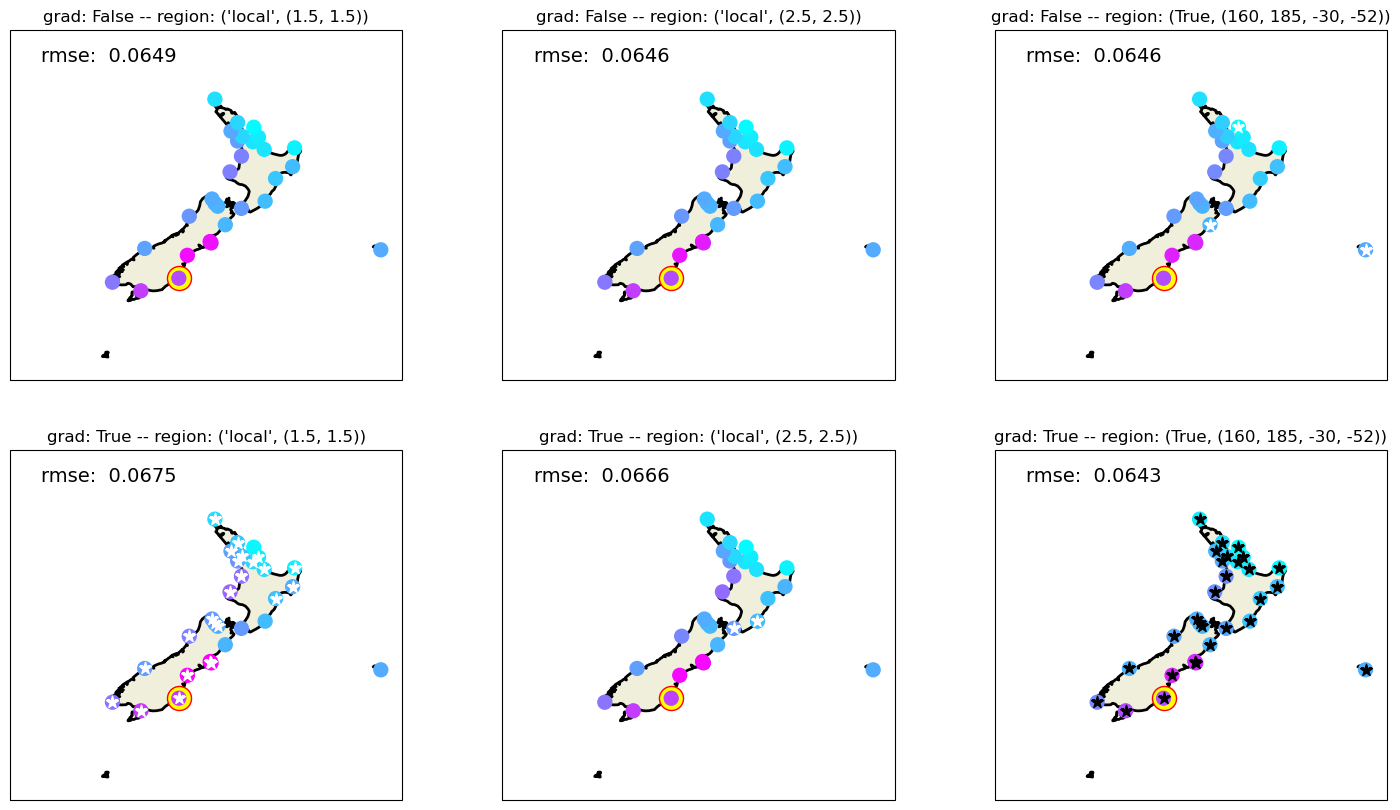 grad: False -- region: ('local', (1.5, 1.5))
rmse:  0.0649
grad: False -- region: ('local', (2.5, 2.5))
rmse:  0.0646
grad: False -- region: (True, (160, 185, -30, -52))
rmse:  0.0646
grad: True -- region: ('local', (1.5, 1.5))
rmse:  0.0675
grad: True -- region: ('local', (2.5, 2.5))
rmse:  0.0666
grad: True -- region: (True, (160, 185, -30, -52))
rmse:  0.0643